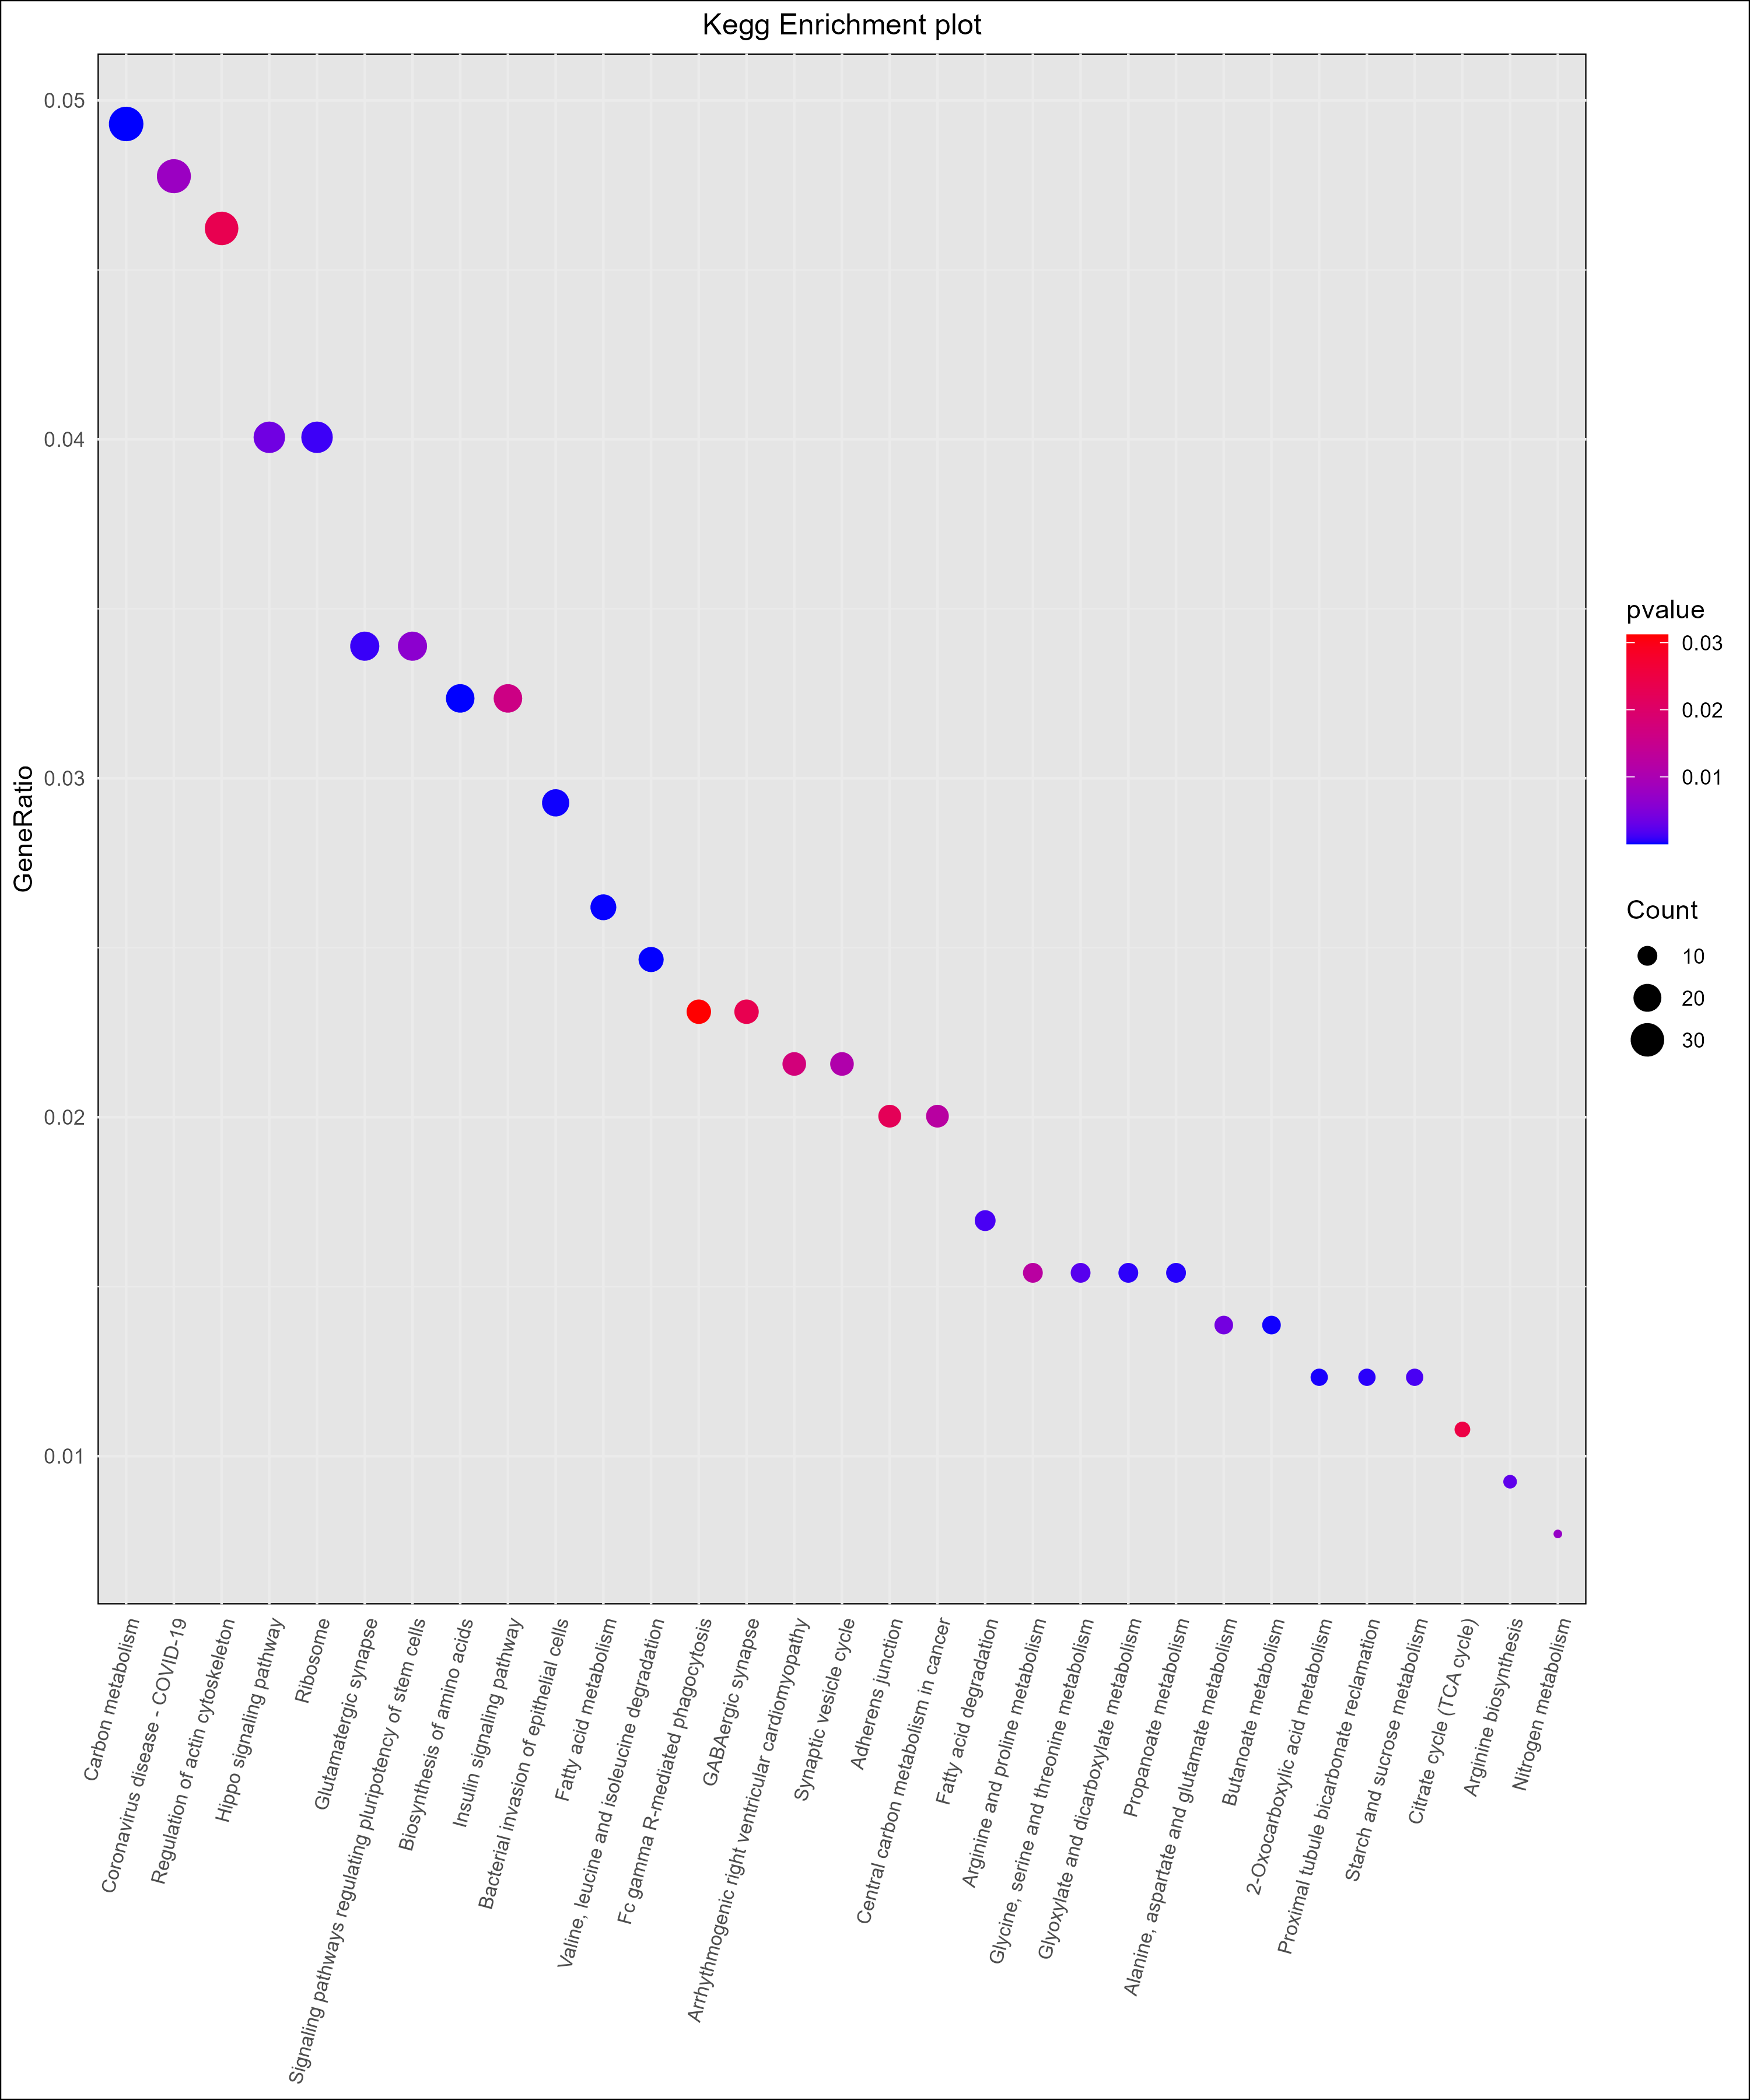 Kegg Enrichment plot
GeneRatio
0.05
0.04
0.03
0.02
0.01
Carbon metabolism
Coronavirus disease - COVID-19
Regulation of actin cytoskeleton
Hippo signaling pathway
Ribosome
Glutamatergic synapse
Signaling pathways regulating pluripotency of stem cells
Biosynthesis of amino acids
Insulin signaling pathway
Bacterial invasion of epithelial cells
Fatty acid metabolism
Valine, leucine and isoleucine degradation
Fc gamma R-mediated phagocytosis
GABAergic synapse
Arrhythmogenic right ventricular cardiomyopathy
Synaptic vesicle cycle
Adherens junction
Central carbon metabolism in cancer
Fatty acid degradation
Arginine and proline metabolism
Glycine, serine and threonine metabolism
Glyoxylate and dicarboxylate metabolism
Propanoate metabolism
Alanine, aspartate and glutamate metabolism
Butanoate metabolism
2-Oxocarboxylic acid metabolism
Proximal tubule bicarbonate reclamation
Starch and sucrose metabolism
Citrate cycle (TCA cycle)
Arginine biosynthesis
Nitrogen metabolism
pvalue
0.03
0.02
0.01
Count
10
20
30